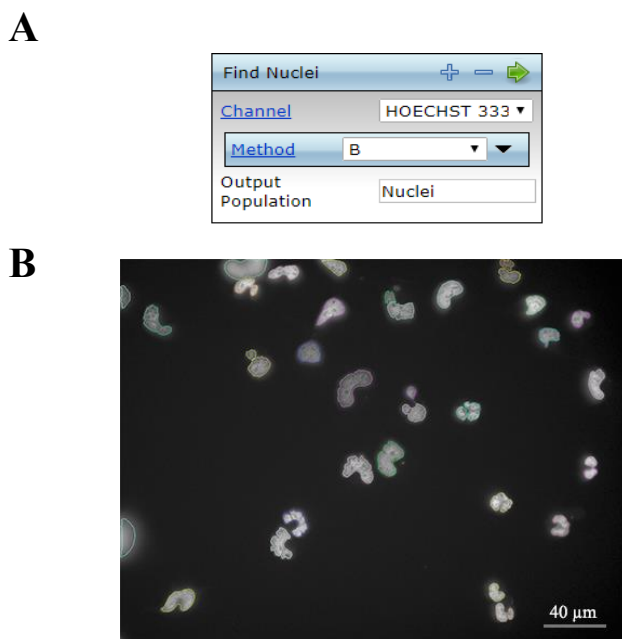 A
Find Nuclei
Channel HOECHST 333
Method B
Output
Population Nuclei
B
40 μm